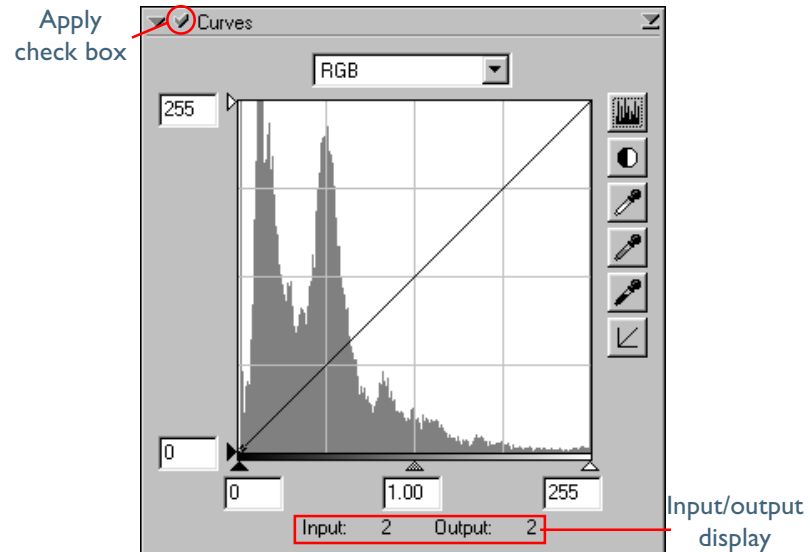 Apply
check box
Curves
RGB
255
0
0 1.00 255
Input: 2 Output: 2
Input/output
display